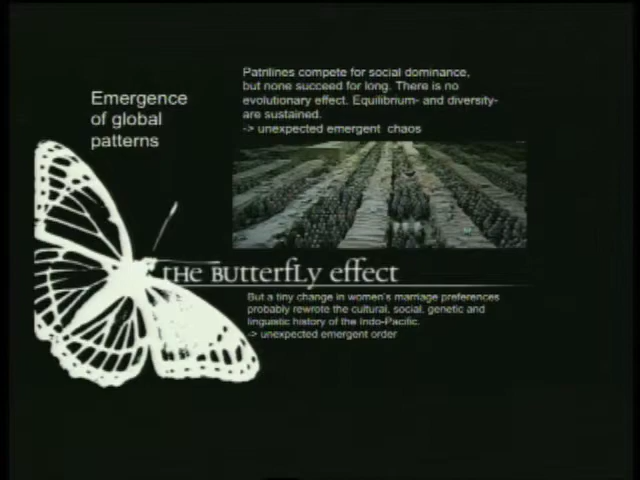 Emergence
of global
patterns
Patrilines compete for social dominance,
but none succeed for long. There is no
evolutionary effect. Equilibrium- and diversity-
are sustained.
-> unexpected emergent chaos
THE BUTTERFLY effect
But a tiny change in women's marriage preferences
probably rewrote the cultural, social, genetic and
linguistic history of the Indo-Pacific.
-> unexpected emergent order